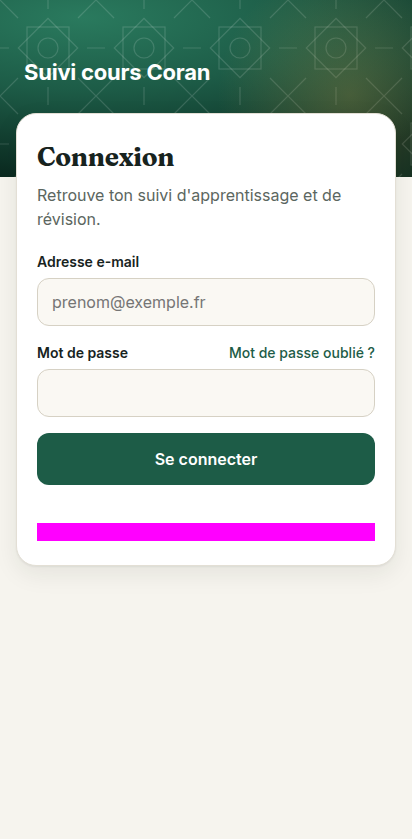 Suivi cours Coran
Connexion
Retrouve ton suivi d'apprentissage et de
révision.
Adresse e-mail
prenom@exemple.fr
Mot de passe
Mot de passe oublié ?
Se connecter